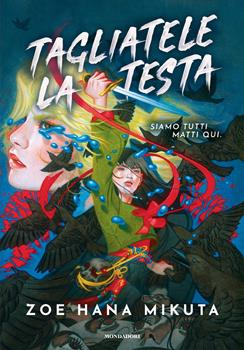 TAGLIATELE
LA TESTA
SIAMO TUTTI
MATTI QUI.
ZOE HANA MIKUTA
MONDADORI